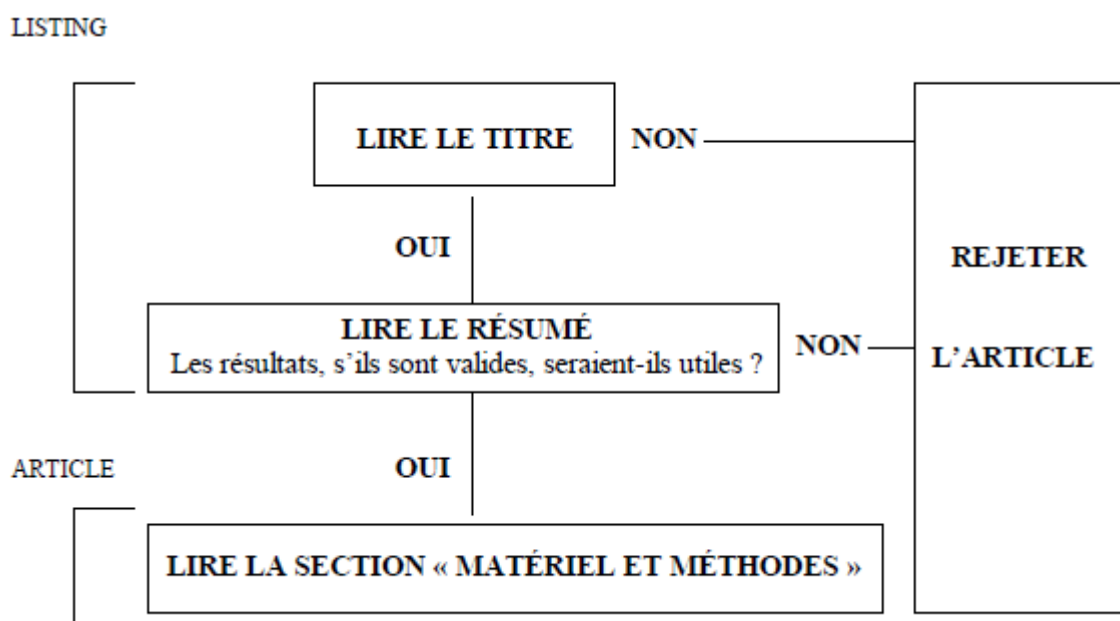 LISTING
LIRE LE TITRE NON
OUI
REJETER
LIRE LE RÉSUMÉ
Les résultats, s'ils sont valides, seraient-ils utiles ?
NON
L'ARTICLE
ARTICLE
OUI
LIRE LA SECTION « MATÉRIEL ET MÉTHODES »